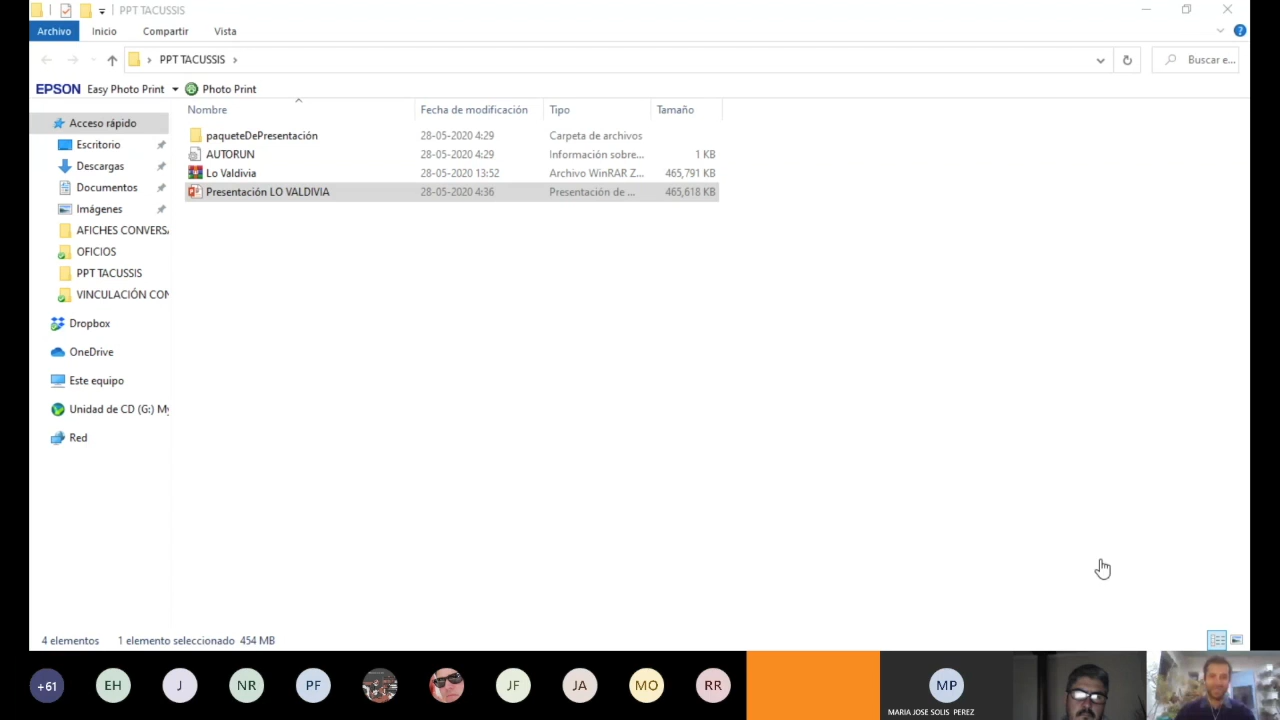 PPT TACUSSIS
Archivo Inicio Compartir Vista
PPT TACUSSIS
Buscar e...
EPSON Easy Photo Print Photo Print
Nombre Fecha de modificación Tipo Tamaño
Acceso rápido
Escritorio
Descargas
Documentos
Imágenes
AFICHES CONVERSA
OFICIOS
PPT TACUSSIS
VINCULACIÓN CON
Dropbox
OneDrive
Este equipo
Unidad de CD (G:) My
Red
paqueteDePresentación 28-05-2020 4:29 Carpeta de archivos
AUTORUN 28-05-2020 4:29 Información sobre... 1 KB
Lo Valdivia 28-05-2020 13:52 Archivo WinRAR Z... 465,791 KB
Presentación LO VALDIVIA 28-05-2020 4:36 Presentación de ... 465,618 KB
4 elementos 1 elemento seleccionado 454 MB
+61 EH J NR PF JF JA MO RR MP
MARIA JOSE SOLIS PEREZ